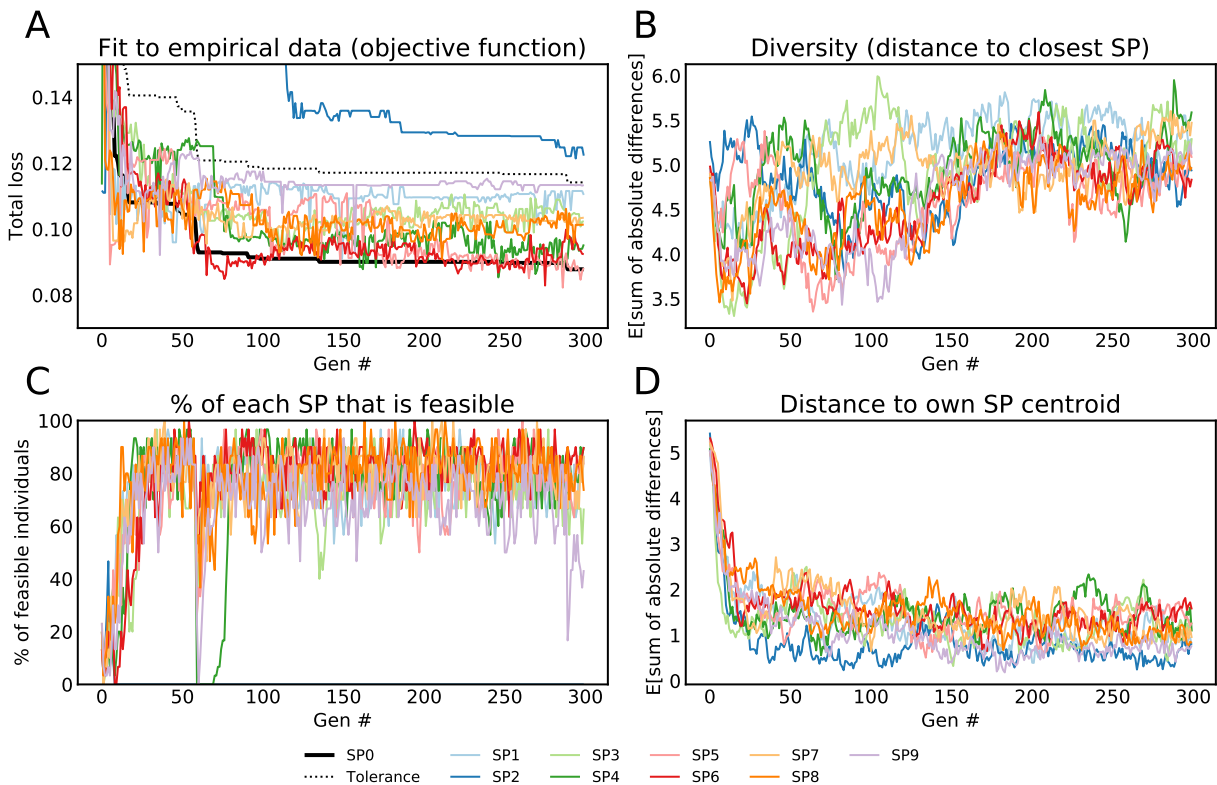 A
Fit to empirical data (objective function)
Total loss
0.14
0.12
0.10
0.08
0 50 100 150 200 250 300
Gen #
B
Diversity (distance to closest SP)
E[sum of absolute differences]
6.0
5.5
5.0
4.5
4.0
3.5
0 50 100 150 200 250 300
Gen #
C
% of each SP that is feasible
% of feasible individuals
100
80
60
40
20
0
0 50 100 150 200 250 300
Gen #
D
Distance to own SP centroid
E[sum of absolute differences]
5
4
3
2
1
0
0 50 100 150 200 250 300
Gen #
SP0 SP1 SP3 SP5 SP7 SP9
Tolerance SP2 SP4 SP6 SP8